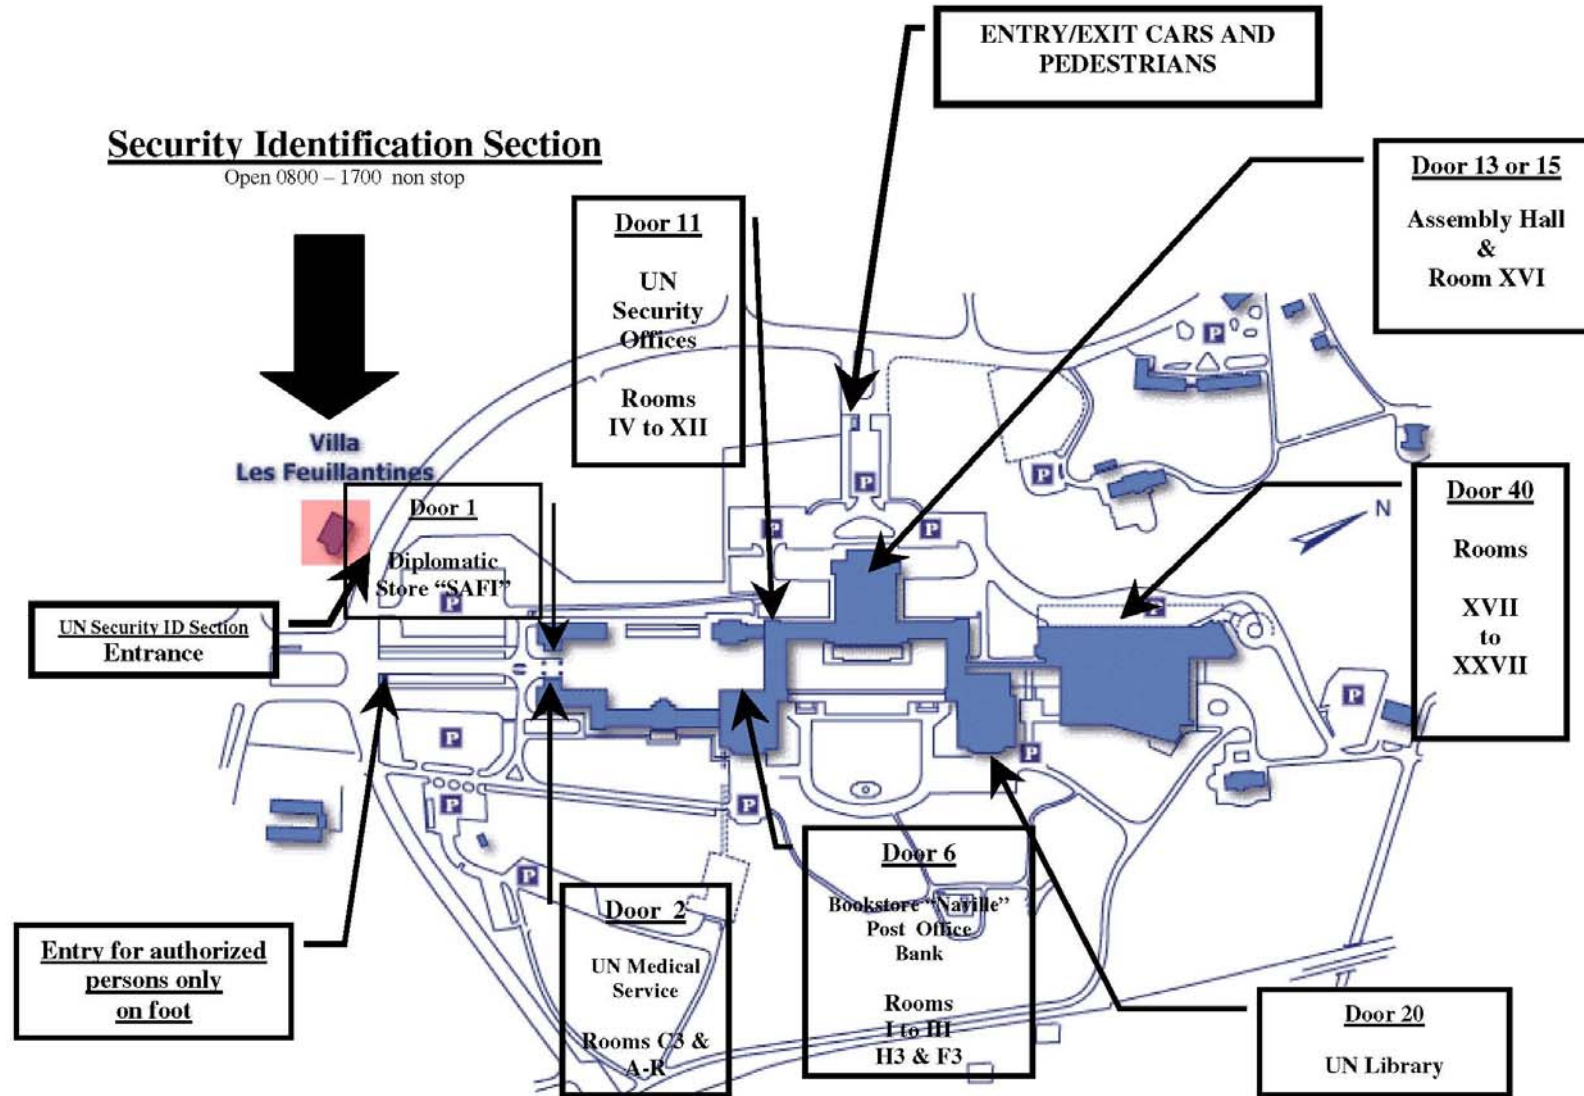 ENTRY/EXIT CARS AND
PEDESTRIANS
Security Identification Section
Open 0800 – 1700 non stop
Door 13 or 15
Assembly Hall
&
Room XVI
Door 11
UN
Security
Offices
Rooms
IV to XII
Villa
Les Feuillantines
Door 1
Diplomatic
Store “SAFI”
Door 40
Rooms
XVII
to
XXVII
N
UN Security ID Section
Entrance
Entry for authorized
persons only
on foot
Door 2
UN Medical
Service
Rooms C3 &
A-R
Door 6
Bookstore “Naville”
Post Office
Bank
Rooms
I to III
H3 & F3
Door 20
UN Library
P
P
P
P
P
P
P
P
P
P
P
P
P